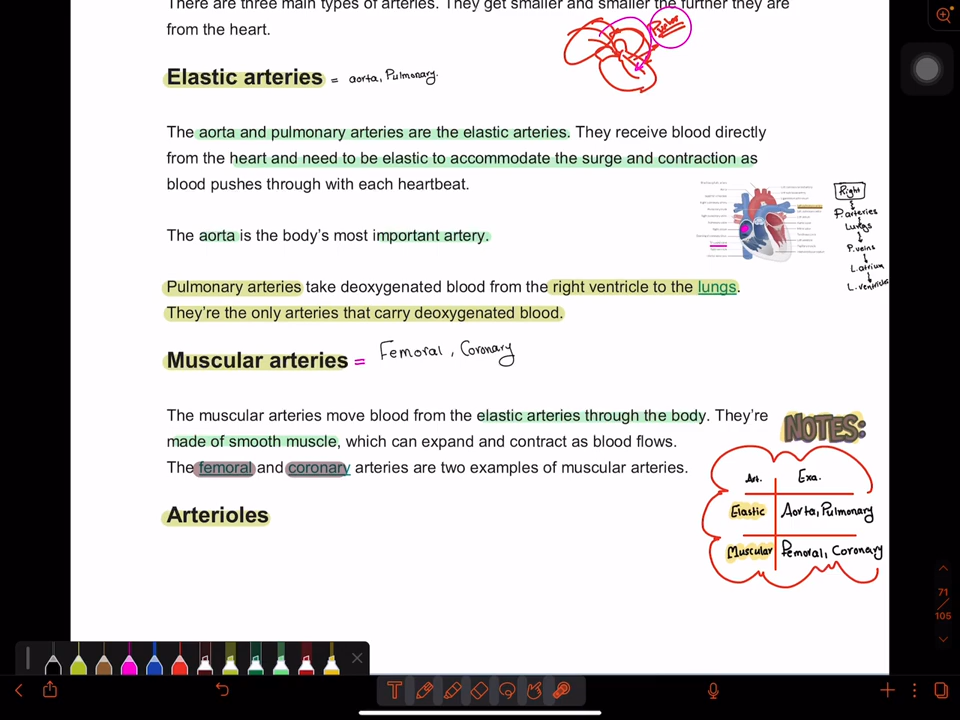 There are three main types of arteries. They get smaller and smaller the further they are
from the heart.
Elastic arteries = aorta, Pulmonary.
The aorta and pulmonary arteries are the elastic arteries. They receive blood directly
from the heart and need to be elastic to accommodate the surge and contraction as
blood pushes through with each heartbeat.
Right
P. arteries
Lungs
P. veins
L. atrium
L. ventricle
The aorta is the body's most important artery.
Pulmonary arteries take deoxygenated blood from the right ventricle to the lungs.
They're the only arteries that carry deoxygenated blood.
Muscular arteries = Femoral, Coronary
The muscular arteries move blood from the elastic arteries through the body. They're
made of smooth muscle, which can expand and contract as blood flows.
The femoral and coronary arteries are two examples of muscular arteries.
NOTES:
Art. Exa.
Elastic Aorta, Pulmonary
Muscular Femoral, Coronary
Arterioles
71
105